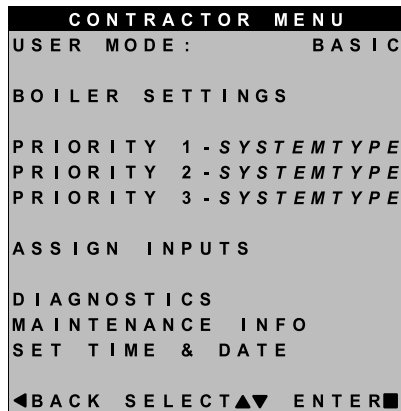 CONTRACTOR MENU
USER MODE: BASIC
BOILER SETTINGS
PRIORITY 1-SYSTEMTYPE
PRIORITY 2-SYSTEMTYPE
PRIORITY 3-SYSTEMTYPE
ASSIGN INPUTS
DIAGNOSTICS
MAINTENANCE INFO
SET TIME & DATE
◀BACK SELECT▲▼ ENTER■